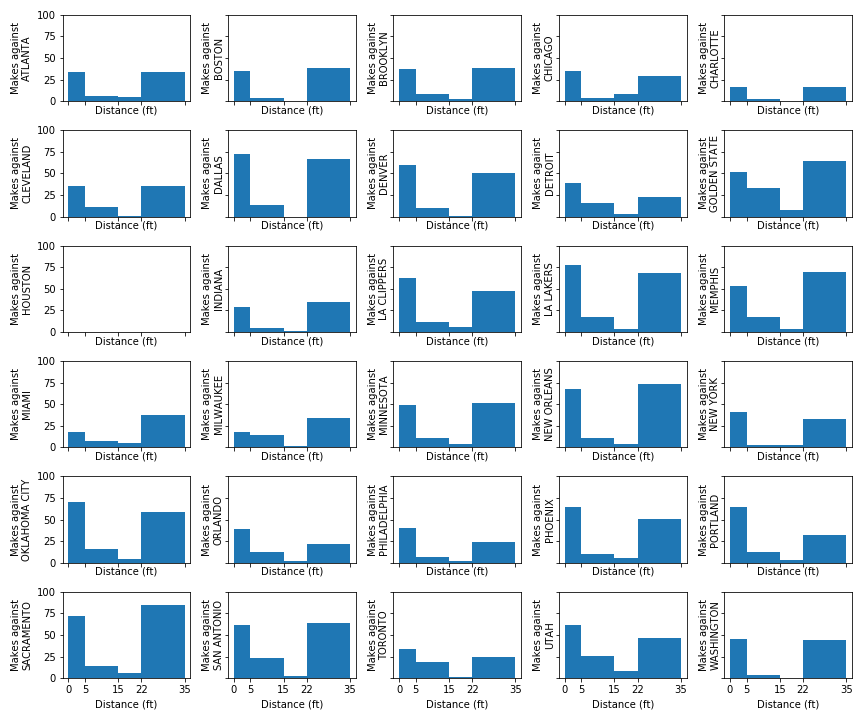 100
75
50
25
0
Makes against
ATLANTA
Distance (ft)
Makes against
BOSTON
Distance (ft)
Makes against
BROOKLYN
Distance (ft)
Makes against
CHICAGO
Distance (ft)
Makes against
CHARLOTTE
Distance (ft)
100
75
50
25
0
Makes against
CLEVELAND
Distance (ft)
Makes against
DALLAS
Distance (ft)
Makes against
DENVER
Distance (ft)
Makes against
DETROIT
Distance (ft)
Makes against
GOLDEN STATE
Distance (ft)
100
75
50
25
0
Makes against
HOUSTON
Distance (ft)
Makes against
INDIANA
Distance (ft)
Makes against
LA CLIPPERS
Distance (ft)
Makes against
LA LAKERS
Distance (ft)
Makes against
MEMPHIS
Distance (ft)
100
75
50
25
0
Makes against
MIAMI
Distance (ft)
Makes against
MILWAUKEE
Distance (ft)
Makes against
MINNESOTA
Distance (ft)
Makes against
NEW ORLEANS
Distance (ft)
Makes against
NEW YORK
Distance (ft)
100
75
50
25
0
Makes against
OKLAHOMA CITY
Distance (ft)
Makes against
ORLANDO
Distance (ft)
Makes against
PHILADELPHIA
Distance (ft)
Makes against
PHOENIX
Distance (ft)
Makes against
PORTLAND
Distance (ft)
100
75
50
25
0
Makes against
SACRAMENTO
0 5 15 22 35
Distance (ft)
Makes against
SAN ANTONIO
0 5 15 22 35
Distance (ft)
Makes against
TORONTO
0 5 15 22 35
Distance (ft)
Makes against
UTAH
0 5 15 22 35
Distance (ft)
Makes against
WASHINGTON
0 5 15 22 35
Distance (ft)